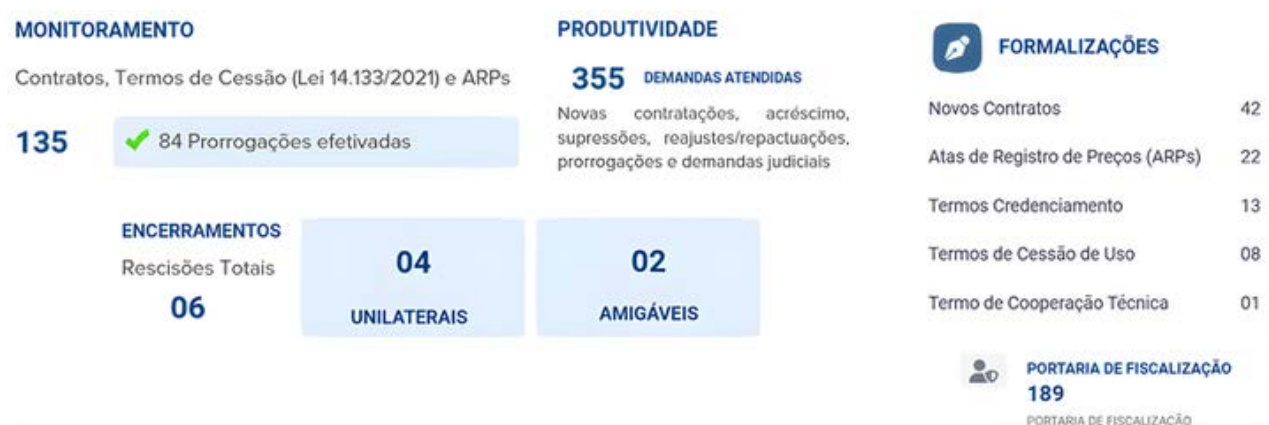 MONITORAMENTO
Contratos, Termos de Cessão (Lei 14.133/2021) e ARPs
135
84 Prorrogações efetivadas
PRODUTIVIDADE
355 DEMANDAS ATENDIDAS
Novas contratações, acréscimo,
supressões, reajustes/repactuações,
prorrogações e demandas judiciais
ENCERRAMENTOS
Rescisões Totais
06
04
UNILATERAIS
02
AMIGÁVEIS
FORMALIZAÇÕES
Novos Contratos 42
Atas de Registro de Preços (ARPs) 22
Termos Credenciamento 13
Termos de Cessão de Uso 08
Termo de Cooperação Técnica 01
PORTARIA DE FISCALIZAÇÃO
189
PORTARIA DE FISCALIZAÇÃO